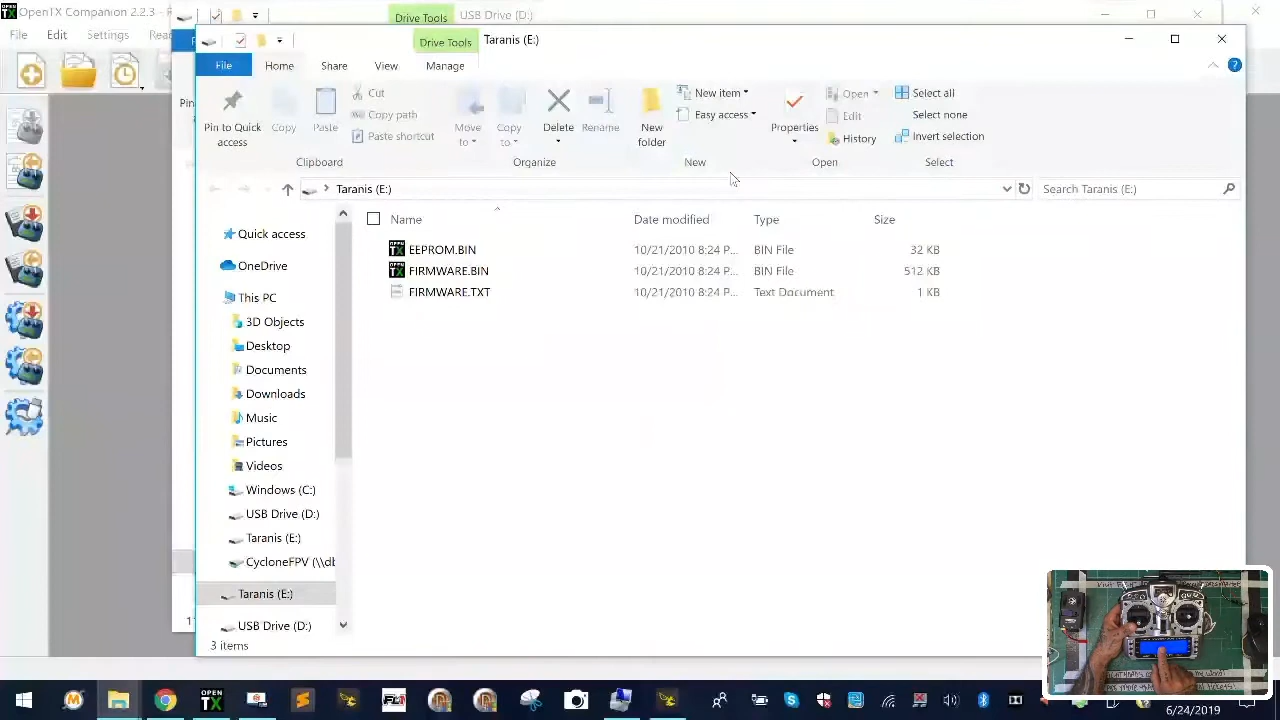 OpenTX Companion 2.2.3 -
Drive Tools USB Drive (D:)
File Edit Settings
Drive Tools Taranis (E:)
File Home Share View Manage
Pin to Quick access
Copy
Paste
Cut
Copy path
Paste shortcut
Clipboard
Move to
Copy to
Delete
Rename
Organize
New folder
New item
Easy access
New
Properties
Open
Edit
History
Open
Select all
Select none
Invert selection
Select
Taranis (E:)
Search Taranis (E:)
Name Date modified Type Size
EEPROM.BIN 10/21/2010 8:24 P... BIN File 32 KB
FIRMWARE.BIN 10/21/2010 8:24 P... BIN File 512 KB
FIRMWARE.TXT 10/21/2010 8:24 P... Text Document 1 KB
Quick access
OneDrive
This PC
3D Objects
Desktop
Documents
Downloads
Music
Pictures
Videos
Windows (C:)
USB Drive (D:)
Taranis (E:)
CycloneFPV (\\db
Taranis (E:)
USB Drive (D:)
3 items
6/24/2019